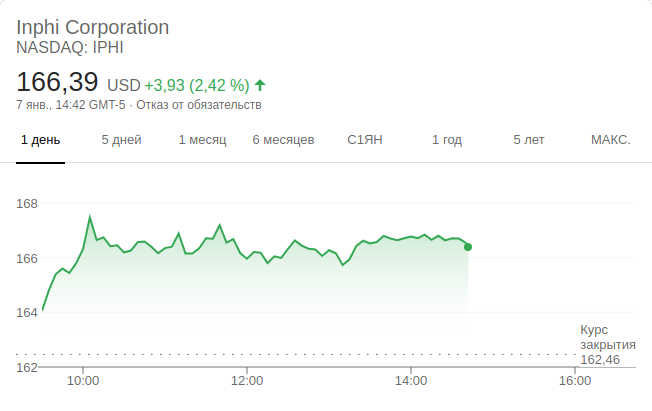 Inphi Corporation
NASDAQ: IPHI
166,39 USD +3,93 (2,42 %)
7 янв., 14:42 GMT-5 · Отказ от обязательств
1 день 5 дней 1 месяц 6 месяцев С1ЯН 1 год 5 лет МАКС.
168
166
164
162
Курс
закрытия
162,46
10:00 12:00 14:00 16:00